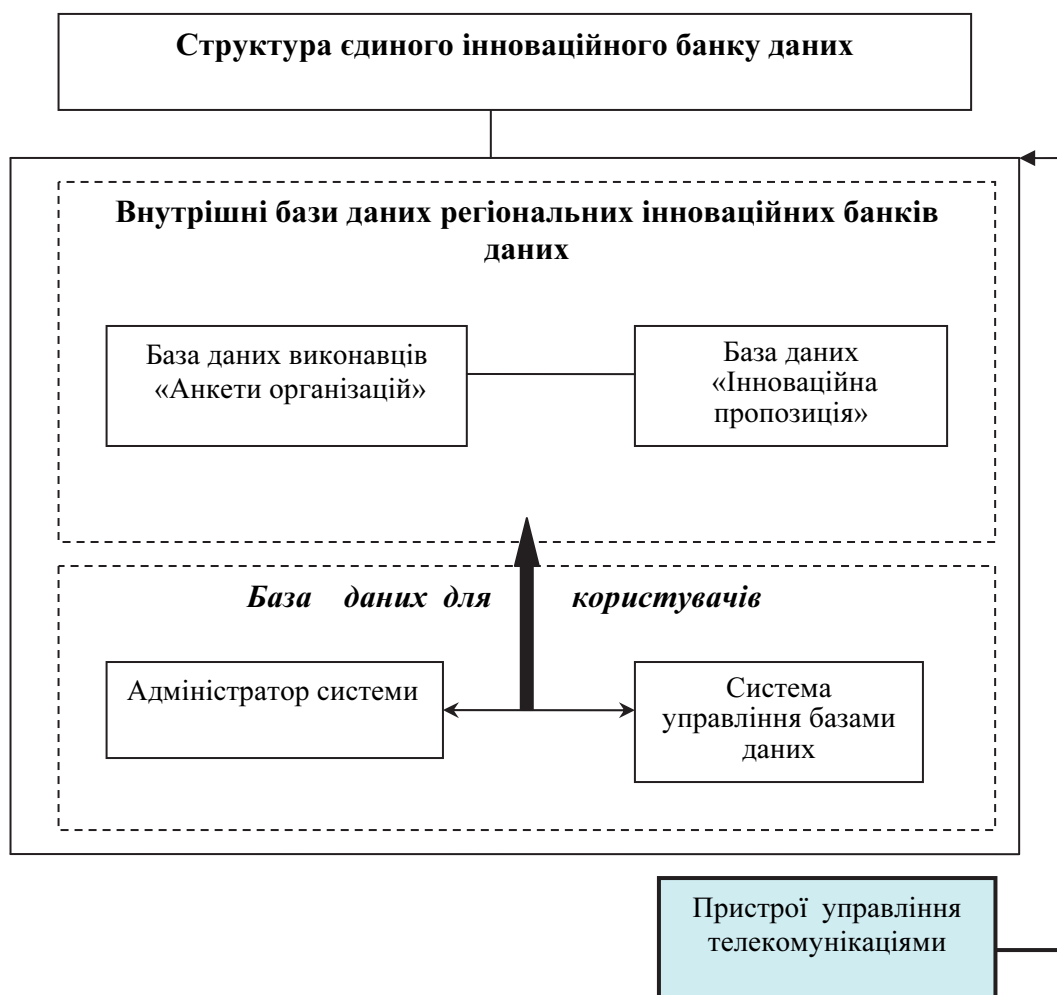 Структура єдиного інноваційного банку даних
Внутрішні бази даних регіональних інноваційних банків
даних
База даних виконавців
«Анкети організацій»
База даних
«Інноваційна
пропозиція»
База даних для користувачів
Адміністратор системи
Система
управління базами
даних
Пристрої управління
телекомунікаціями